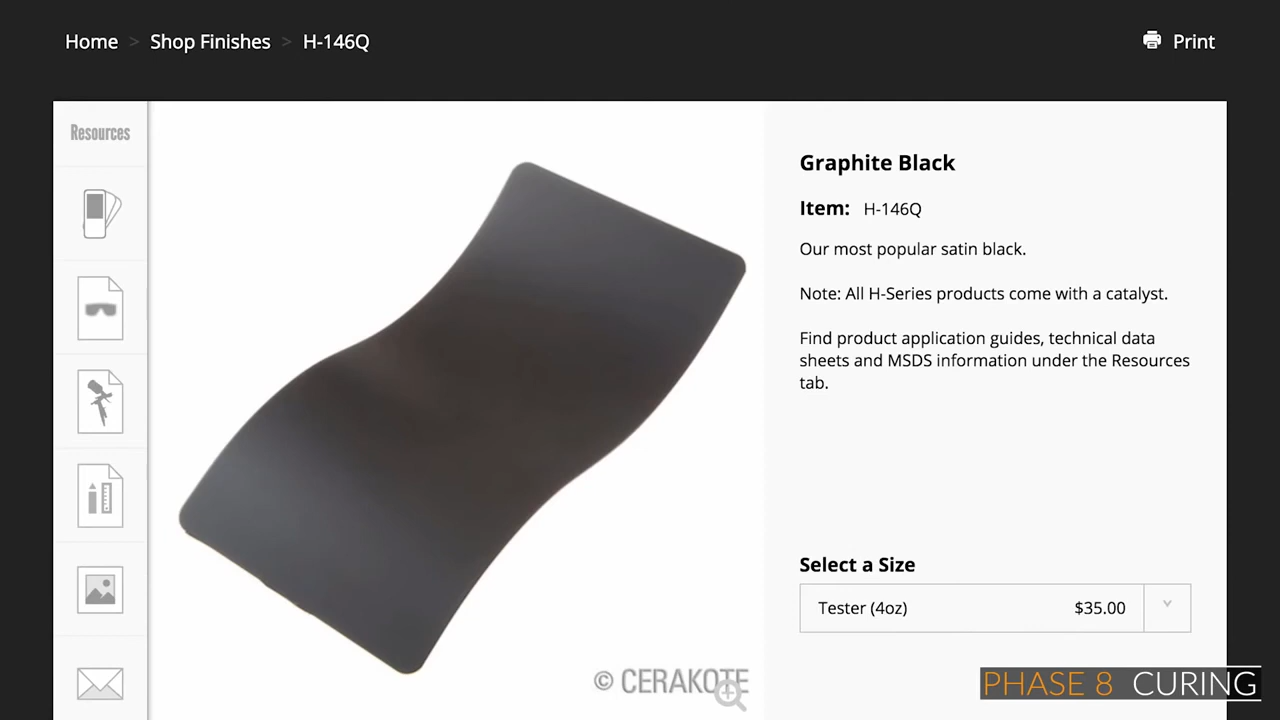 Home > Shop Finishes > H-146Q
Print
Resources
Graphite Black
Item: H-146Q
Our most popular satin black.
Note: All H-Series products come with a catalyst.
Find product application guides, technical data
sheets and MSDS information under the Resources
tab.
Select a Size
Tester (4oz) $35.00
© CERAKOTE
PHASE 8 CURING